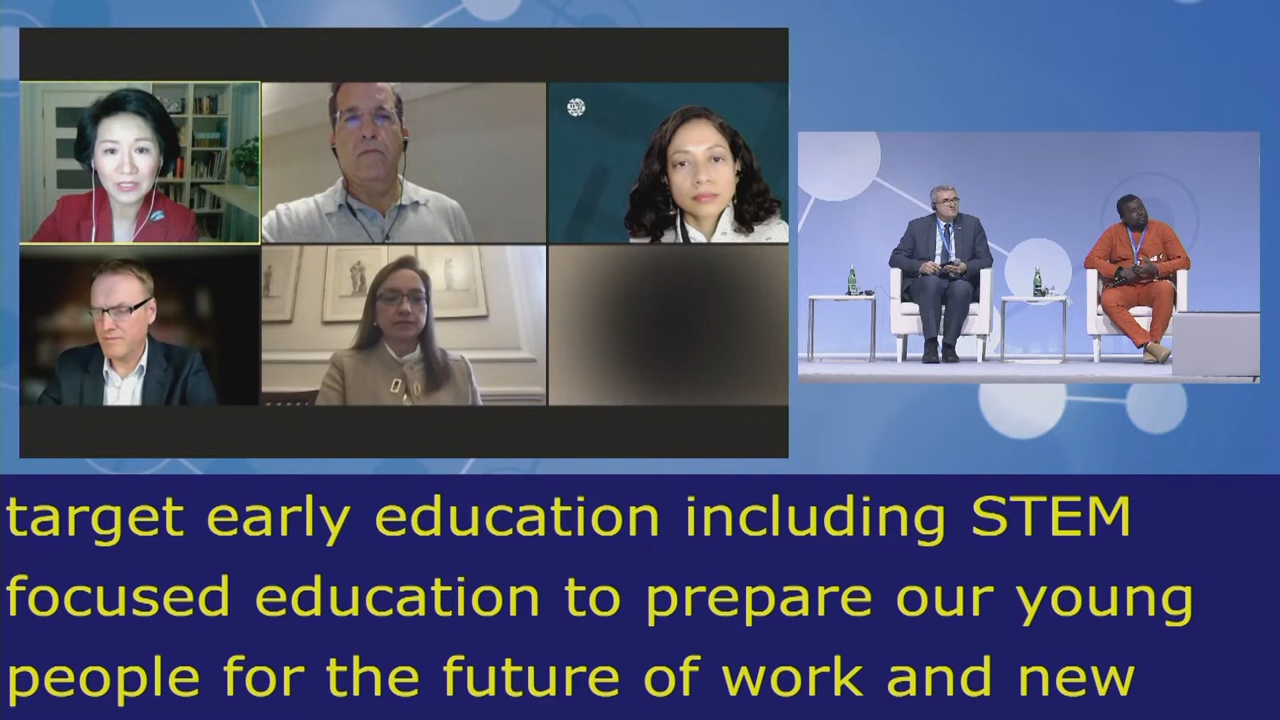 target early education including STEM
focused education to prepare our young
people for the future of work and new